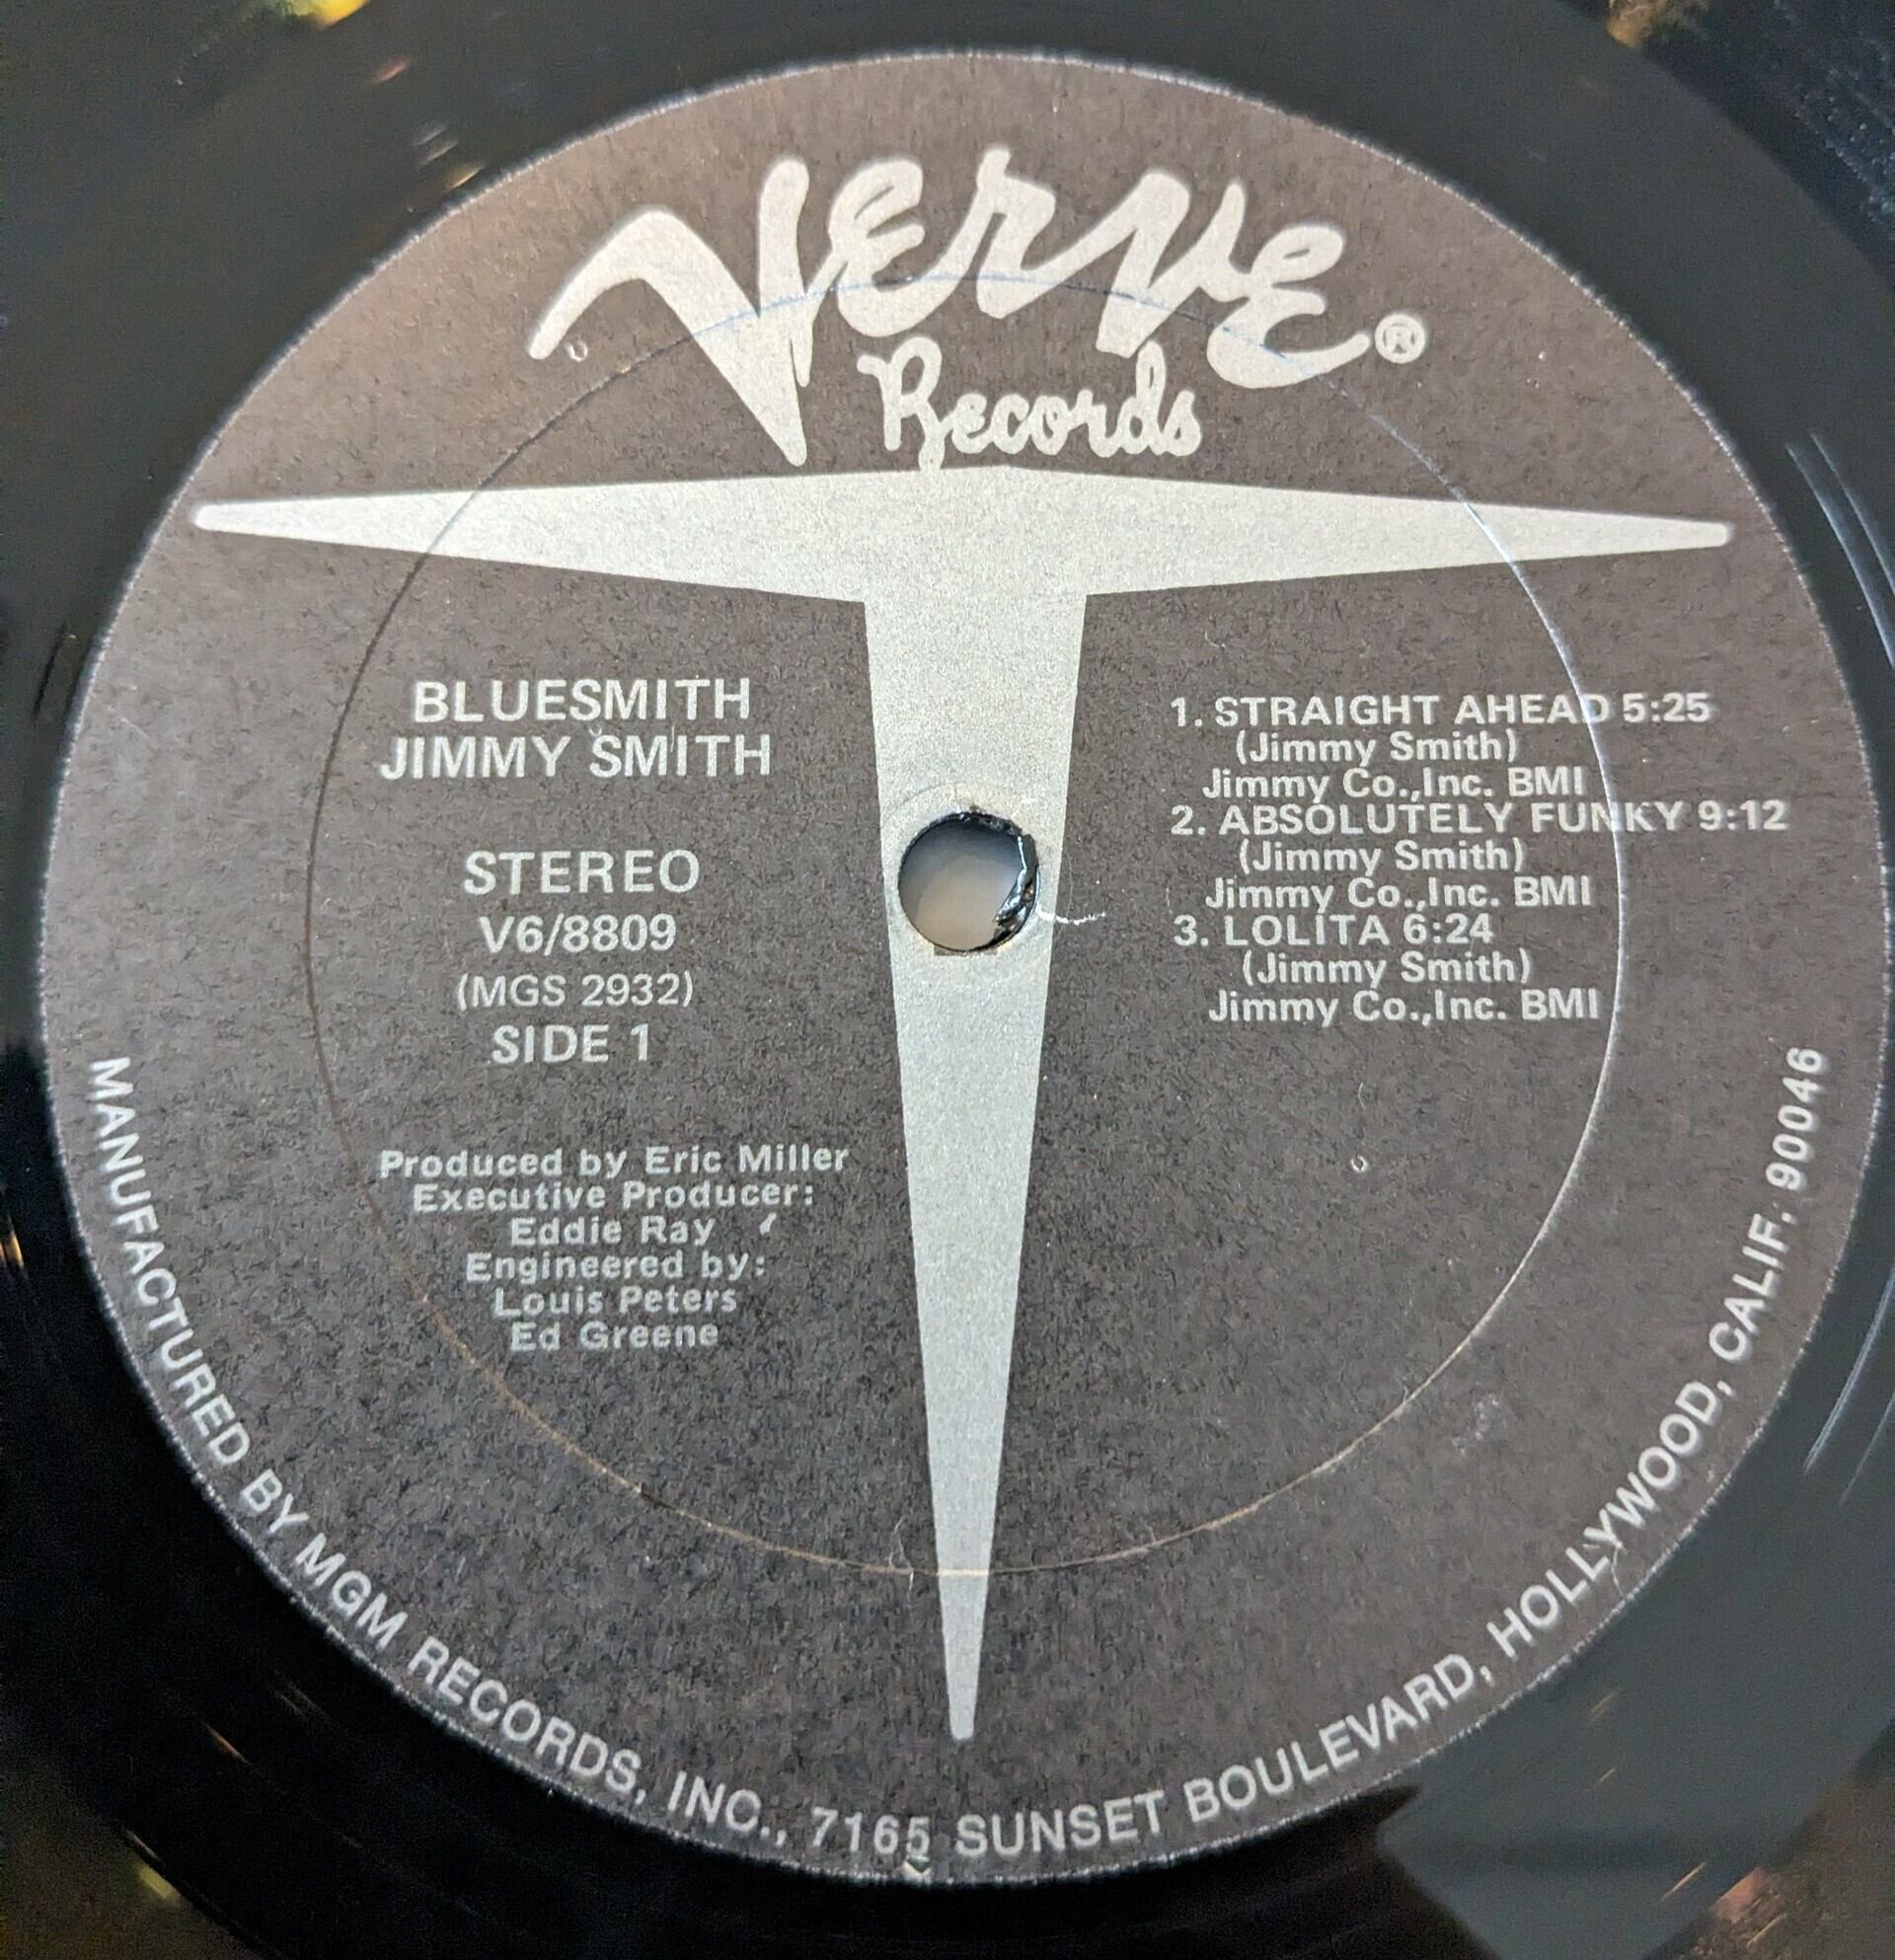 Verve®
Records
BLUESMITH
JIMMY SMITH
STEREO
V6/8809
(MGS 2932)
SIDE 1
Produced by Eric Miller
Executive Producer:
Eddie Ray
Engineered by:
Louis Peters
Ed Greene
1. STRAIGHT AHEAD 5:25
(Jimmy Smith)
Jimmy Co.,Inc. BMI
2. ABSOLUTELY FUNKY 9:12
(Jimmy Smith)
Jimmy Co.,Inc. BMI
3. LOLITA 6:24
(Jimmy Smith)
Jimmy Co.,Inc. BMI
MANUFACTURED BY MGM RECORDS, INC., 7165 SUNSET BOULEVARD, HOLLYWOOD, CALIF. 90046